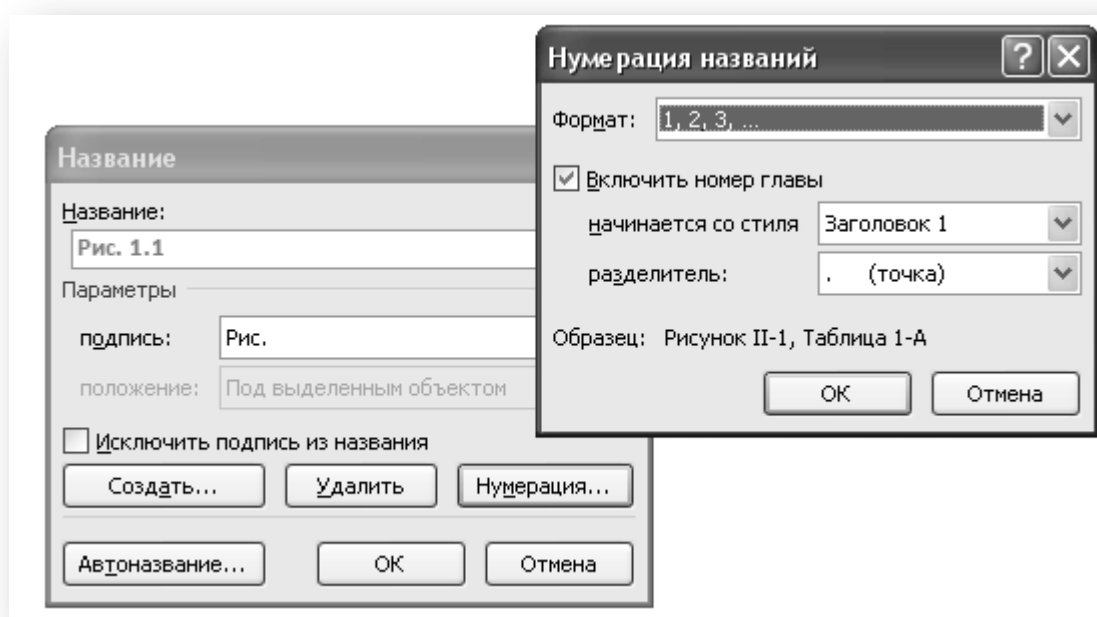 Нумерация названий
Формат: 1, 2, 3, ...
Включить номер главы
начинается со стиля Заголовок 1
разделитель: . (точка)
Образец: Рисунок II-1, Таблица 1-A
ОК Отмена
Название
Название:
Рис. 1.1
Параметры
подпись: Рис.
положение: Под выделенным объектом
Исключить подпись из названия
Создать... Удалить Нумерация...
Автоназвание... ОК Отмена